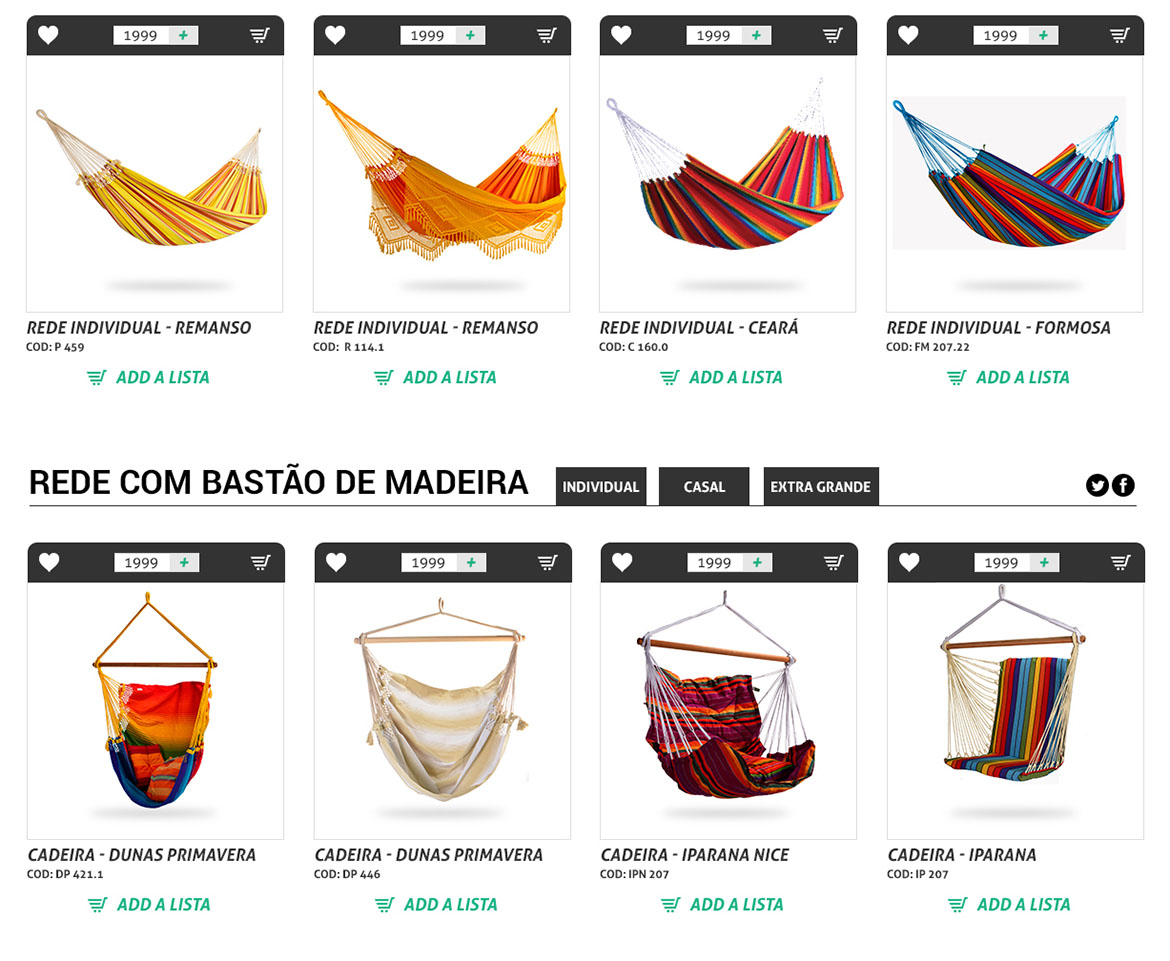 1999 +
1999 +
1999 +
1999 +
REDE INDIVIDUAL - REMANSO
COD: P 459
ADD A LISTA
REDE INDIVIDUAL - REMANSO
COD: R 114.1
ADD A LISTA
REDE INDIVIDUAL - CEARÁ
COD: C 160.0
ADD A LISTA
REDE INDIVIDUAL - FORMOSA
COD: FM 207.22
ADD A LISTA
REDE COM BASTÃO DE MADEIRA
INDIVIDUAL
CASAL
EXTRA GRANDE
1999 +
1999 +
1999 +
1999 +
CADEIRA - DUNAS PRIMAVERA
COD: DP 421.1
ADD A LISTA
CADEIRA - DUNAS PRIMAVERA
COD: DP 446
ADD A LISTA
CADEIRA - IPARANA NICE
COD: IPN 207
ADD A LISTA
CADEIRA - IPARANA
COD: IP 207
ADD A LISTA